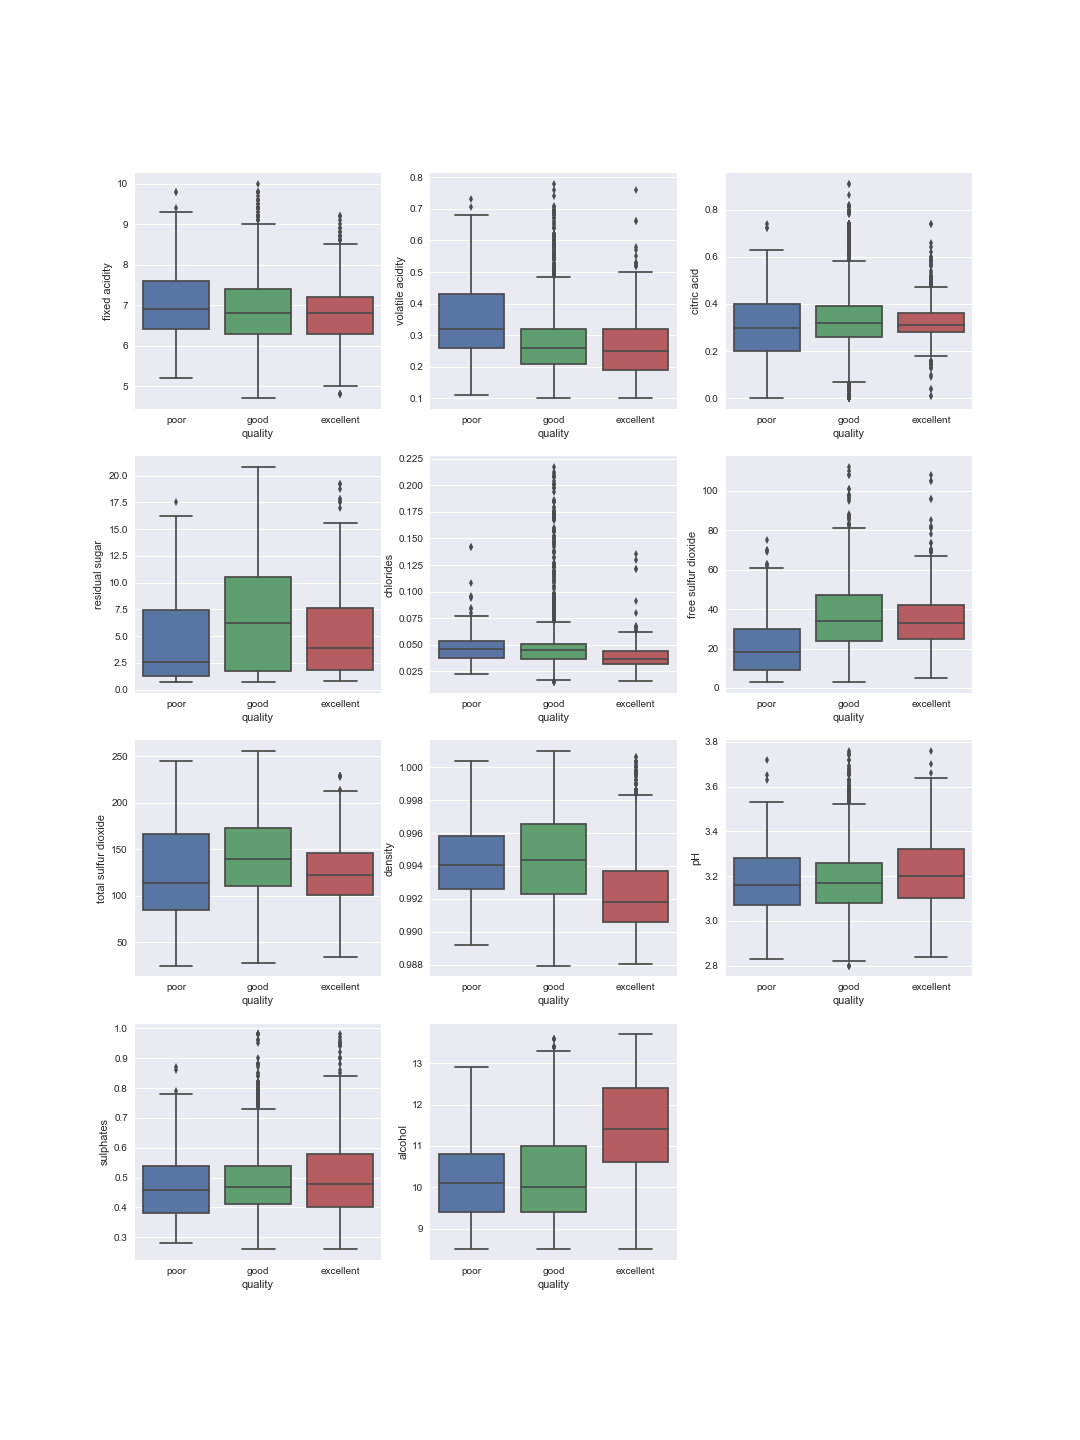 10
9
8
7
6
5
fixed acidity
poor good excellent
quality
0.8
0.7
0.6
0.5
0.4
0.3
0.2
0.1
volatile acidity
poor good excellent
quality
0.8
0.6
0.4
0.2
0.0
citric acid
poor good excellent
quality
20.0
17.5
15.0
12.5
10.0
7.5
5.0
2.5
0.0
residual sugar
poor good excellent
quality
0.225
0.200
0.175
0.150
0.125
0.100
0.075
0.050
0.025
chlorides
poor good excellent
quality
100
80
60
40
20
0
free sulfur dioxide
poor good excellent
quality
250
200
150
100
50
total sulfur dioxide
poor good excellent
quality
1.000
0.998
0.996
0.994
0.992
0.990
0.988
density
poor good excellent
quality
3.8
3.6
3.4
3.2
3.0
2.8
pH
poor good excellent
quality
1.0
0.9
0.8
0.7
0.6
0.5
0.4
0.3
sulphates
poor good excellent
quality
13
12
11
10
9
alcohol
poor good excellent
quality